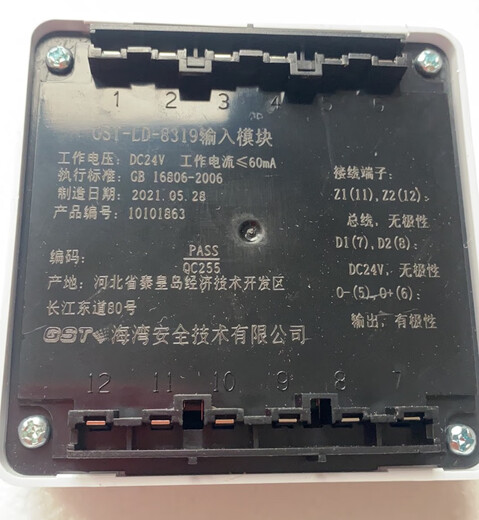 1 2 3 4 5 6
GST-LD-8319输入模块
工作电压: DC24V 工作电流≤60mA
执行标准: GB 16806-2006
制造日期: 2021.05.28
产品编号: 10101863
编码:
PASS
QC255
产地: 河北省秦皇岛经济技术开发区
长江东道80号
GST 海湾安全技术有限公司
接线端子:
Z1(11), Z2(12):
总线, 无极性
D1(7), D2(8):
DC24V, 无极性
O-(5), O+(6):
输出, 有极性
12 11 10 9 8 7